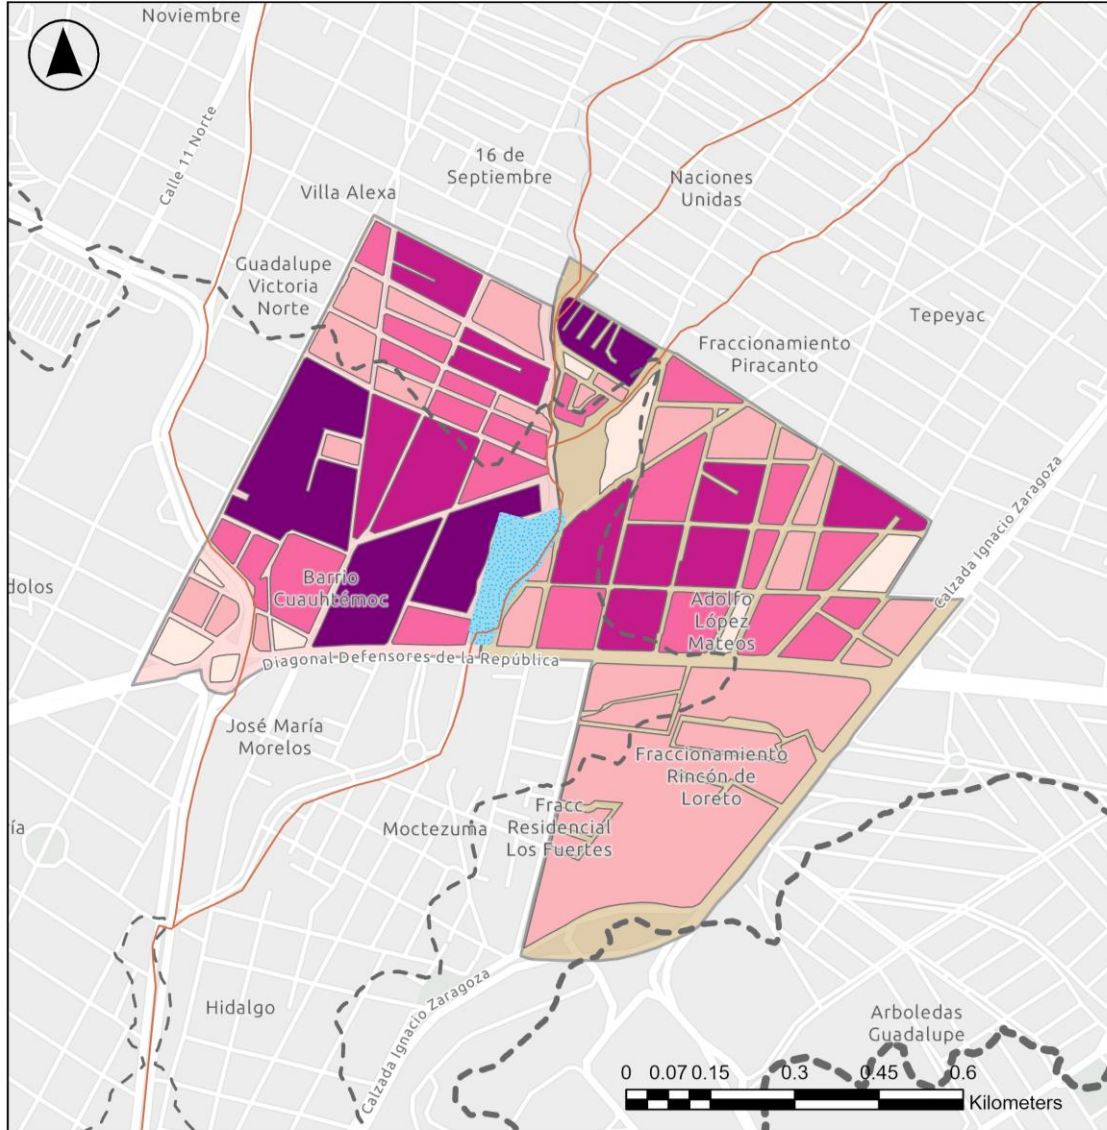 Noviembre
Calle 11 Norte
16 de
Septiembre
Naciones
Unidas
Villa Alexa
Guadalupe
Victoria
Norte
Tepeyac
Fraccionamiento
Piracanto
Calzada Ignacio Zaragoza
dolos
Barrio
Cuauhtémoc
Adolfo
López
Mateos
Diagonal Defensores de la República
José María
Morelos
Fraccionamiento
Rincón de
Loreto
Fracc
Residencial
Los Fuertes
Moctezuma
ía
Calzada Ignacio Zaragoza
Hidalgo
Arboledas
Guadalupe
0 0.07 0.15 0.3 0.45 0.6
Kilometers